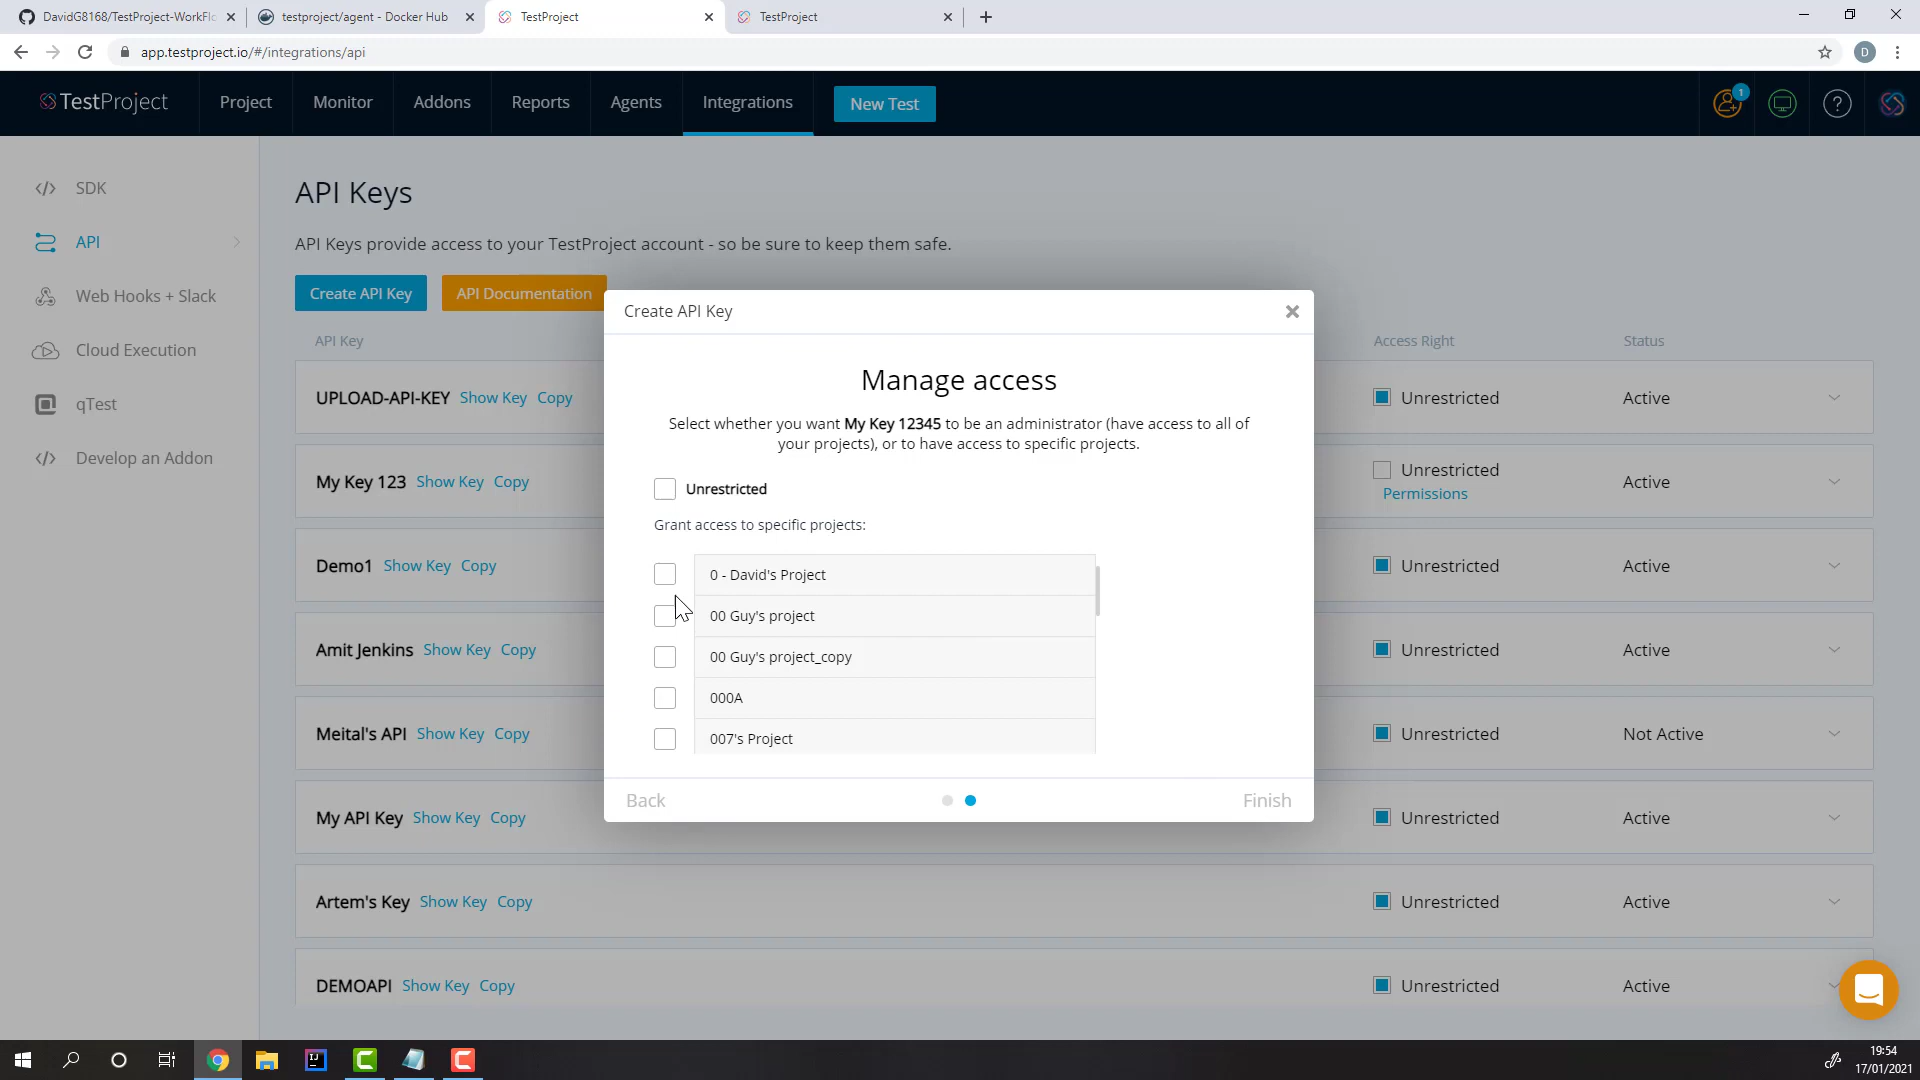 DavidG8168/TestProject-WorkFlo
testproject/agent - Docker Hub
TestProject
TestProject
app.testproject.io/#/integrations/api
D
TestProject
Project
Monitor
Addons
Reports
Agents
Integrations
New Test
1
?
SDK
API
Web Hooks + Slack
Cloud Execution
qTest
Develop an Addon
API Keys
API Keys provide access to your TestProject account - so be sure to keep them safe.
Create API Key
API Documentation
API Key
Access Right
Status
UPLOAD-API-KEY Show Key Copy
Unrestricted
Active
My Key 123 Show Key Copy
Unrestricted
Permissions
Active
Demo1 Show Key Copy
Unrestricted
Active
Amit Jenkins Show Key Copy
Unrestricted
Active
Meital's API Show Key Copy
Unrestricted
Not Active
My API Key Show Key Copy
Unrestricted
Active
Artem's Key Show Key Copy
Unrestricted
Active
DEMOAPI Show Key Copy
Unrestricted
Active
Create API Key
Manage access
Select whether you want My Key 12345 to be an administrator (have access to all of
your projects), or to have access to specific projects.
Unrestricted
Grant access to specific projects:
0 - David's Project
00 Guy's project
00 Guy's project_copy
000A
007's Project
Back
Finish
19:54
17/01/2021